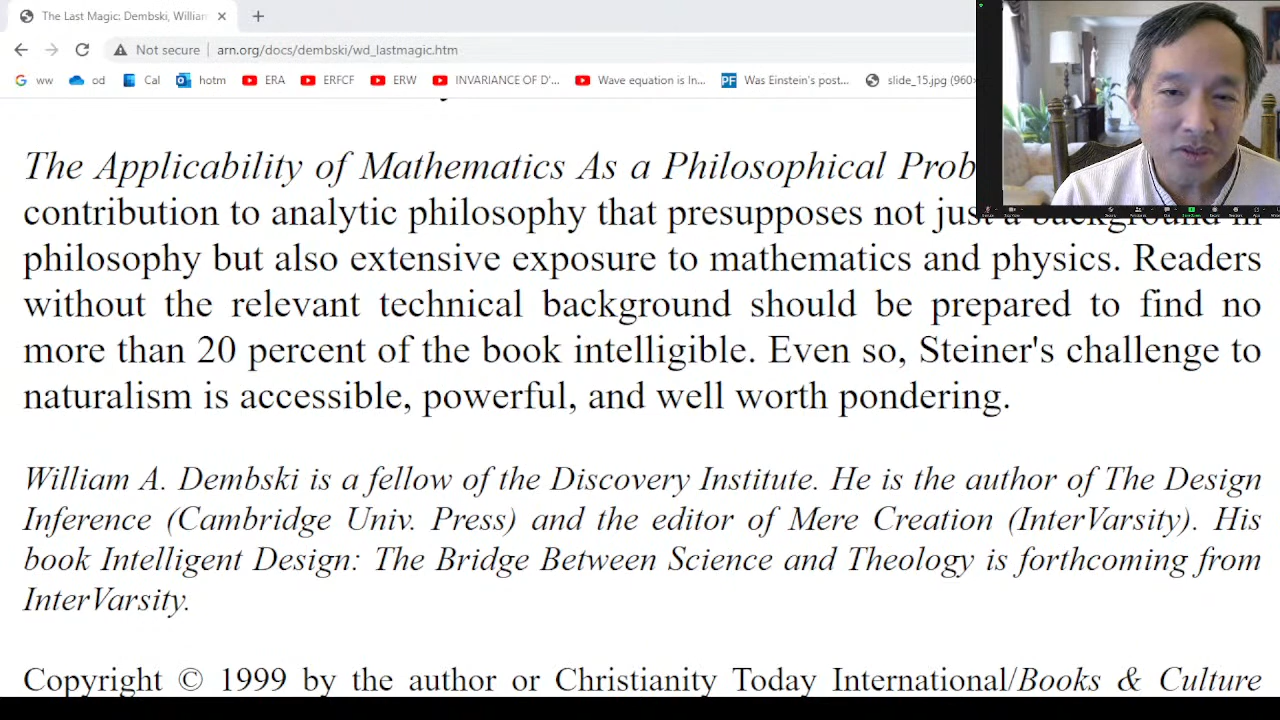 The Last Magic: Dembski, William
Not secure arn.org/docs/dembski/wd_lastmagic.htm
ww od Cal hotm ERA ERFCF ERW INVARIANCE OF D'... Wave equation is In... PF Was Einstein's post... slide_15.jpg (960×
The Applicability of Mathematics As a Philosophical
contribution to analytic philosophy that presupposes not just a background in
philosophy but also extensive exposure to mathematics and physics. Readers
without the relevant technical background should be prepared to find no
more than 20 percent of the book intelligible. Even so, Steiner's challenge to
naturalism is accessible, powerful, and well worth pondering.
William A. Dembski is a fellow of the Discovery Institute. He is the author of The Design
Inference (Cambridge Univ. Press) and the editor of Mere Creation (InterVarsity). His
book Intelligent Design: The Bridge Between Science and Theology is forthcoming from
InterVarsity.
Copyright © 1999 by the author or Christianity Today International/Books & Culture